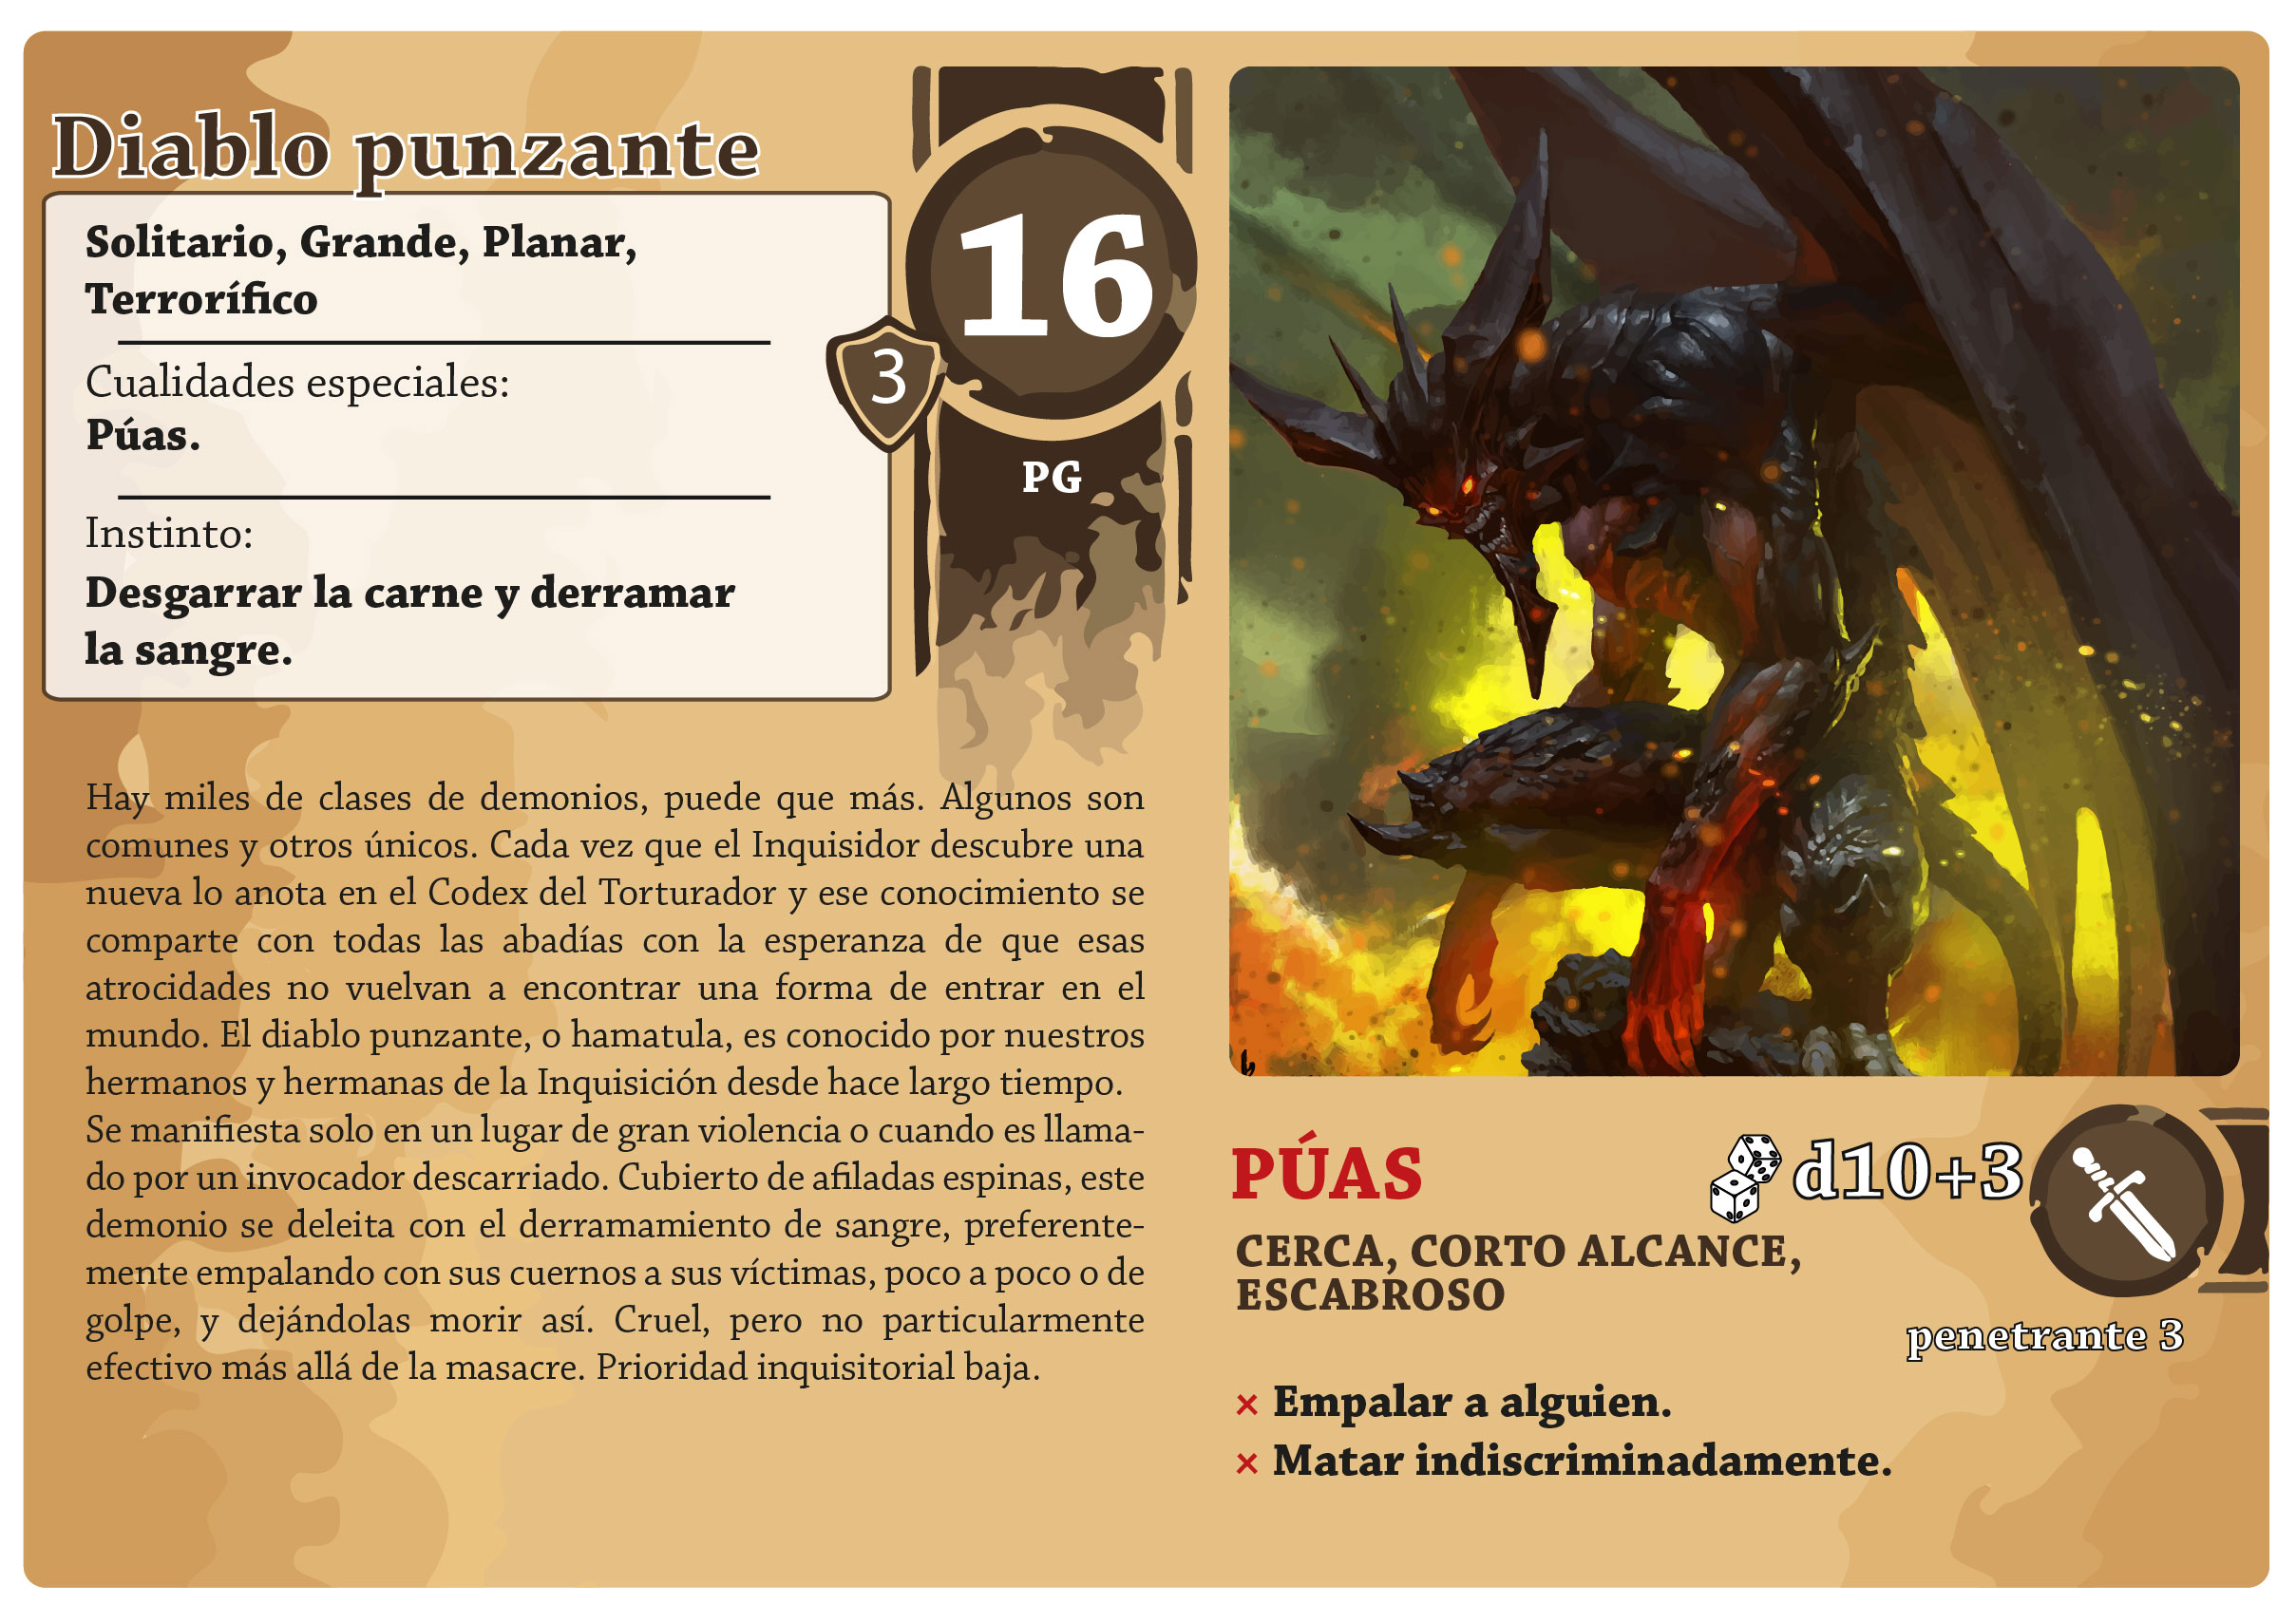 Diablo punzante
Solitario, Grande, Planar,
Terrorífico
Cualidades especiales:
Púas.
Instinto:
Desgarrar la carne y derramar
la sangre.
16
3
PG
Hay miles de clases de demonios, puede que más. Algunos son
comunes y otros únicos. Cada vez que el Inquisidor descubre una
nueva lo anota en el Codex del Torturador y ese conocimiento se
comparte con todas las abadías con la esperanza de que esas
atrocidades no vuelvan a encontrar una forma de entrar en el
mundo. El diablo punzante, o hamatula, es conocido por nuestros
hermanos y hermanas de la Inquisición desde hace largo tiempo.
Se manifiesta solo en un lugar de gran violencia o cuando es llama-
do por un invocador descarriado. Cubierto de afiladas espinas, este
demonio se deleita con el derramamiento de sangre, preferente-
mente empalando con sus cuernos a sus víctimas, poco a poco o de
golpe, y dejándolas morir así. Cruel, pero no particularmente
efectivo más allá de la masacre. Prioridad inquisitorial baja.
PÚAS
d10+3
CERCA, CORTO ALCANCE,
ESCABROSO
penetrante 3
× Empalar a alguien.
× Matar indiscriminadamente.